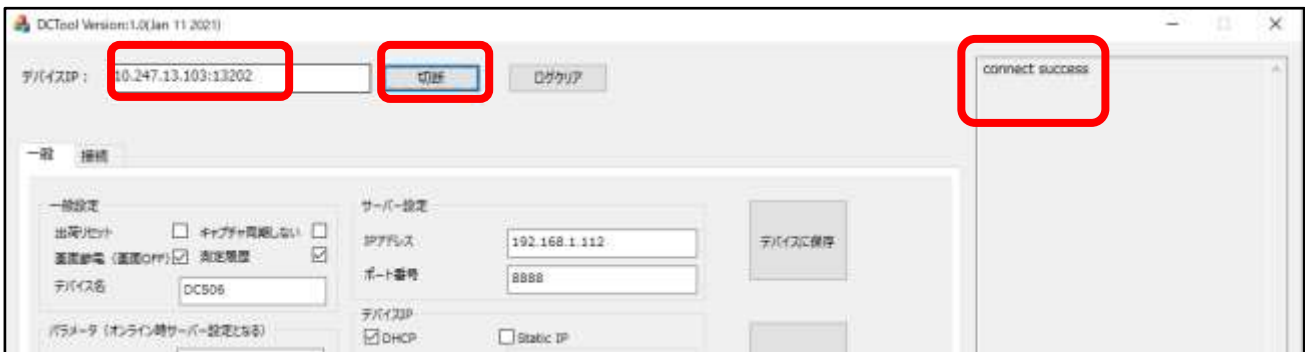 DCTool Version:1.0(Jan 11 2021)
デバイスIP： 10.247.13.103:13202 切断 ログクリア
connect success
一般 接続
一般設定
出荷リセット キャプチャ同期しない
画面節電（画面OFF） 測定履歴
デバイス名 DC506
パラメータ（オンライン時サーバー設定となる）
サーバー設定
IPアドレス 192.168.1.112
ポート番号 8888
デバイスIP
DHCP Static IP
デバイスに保存